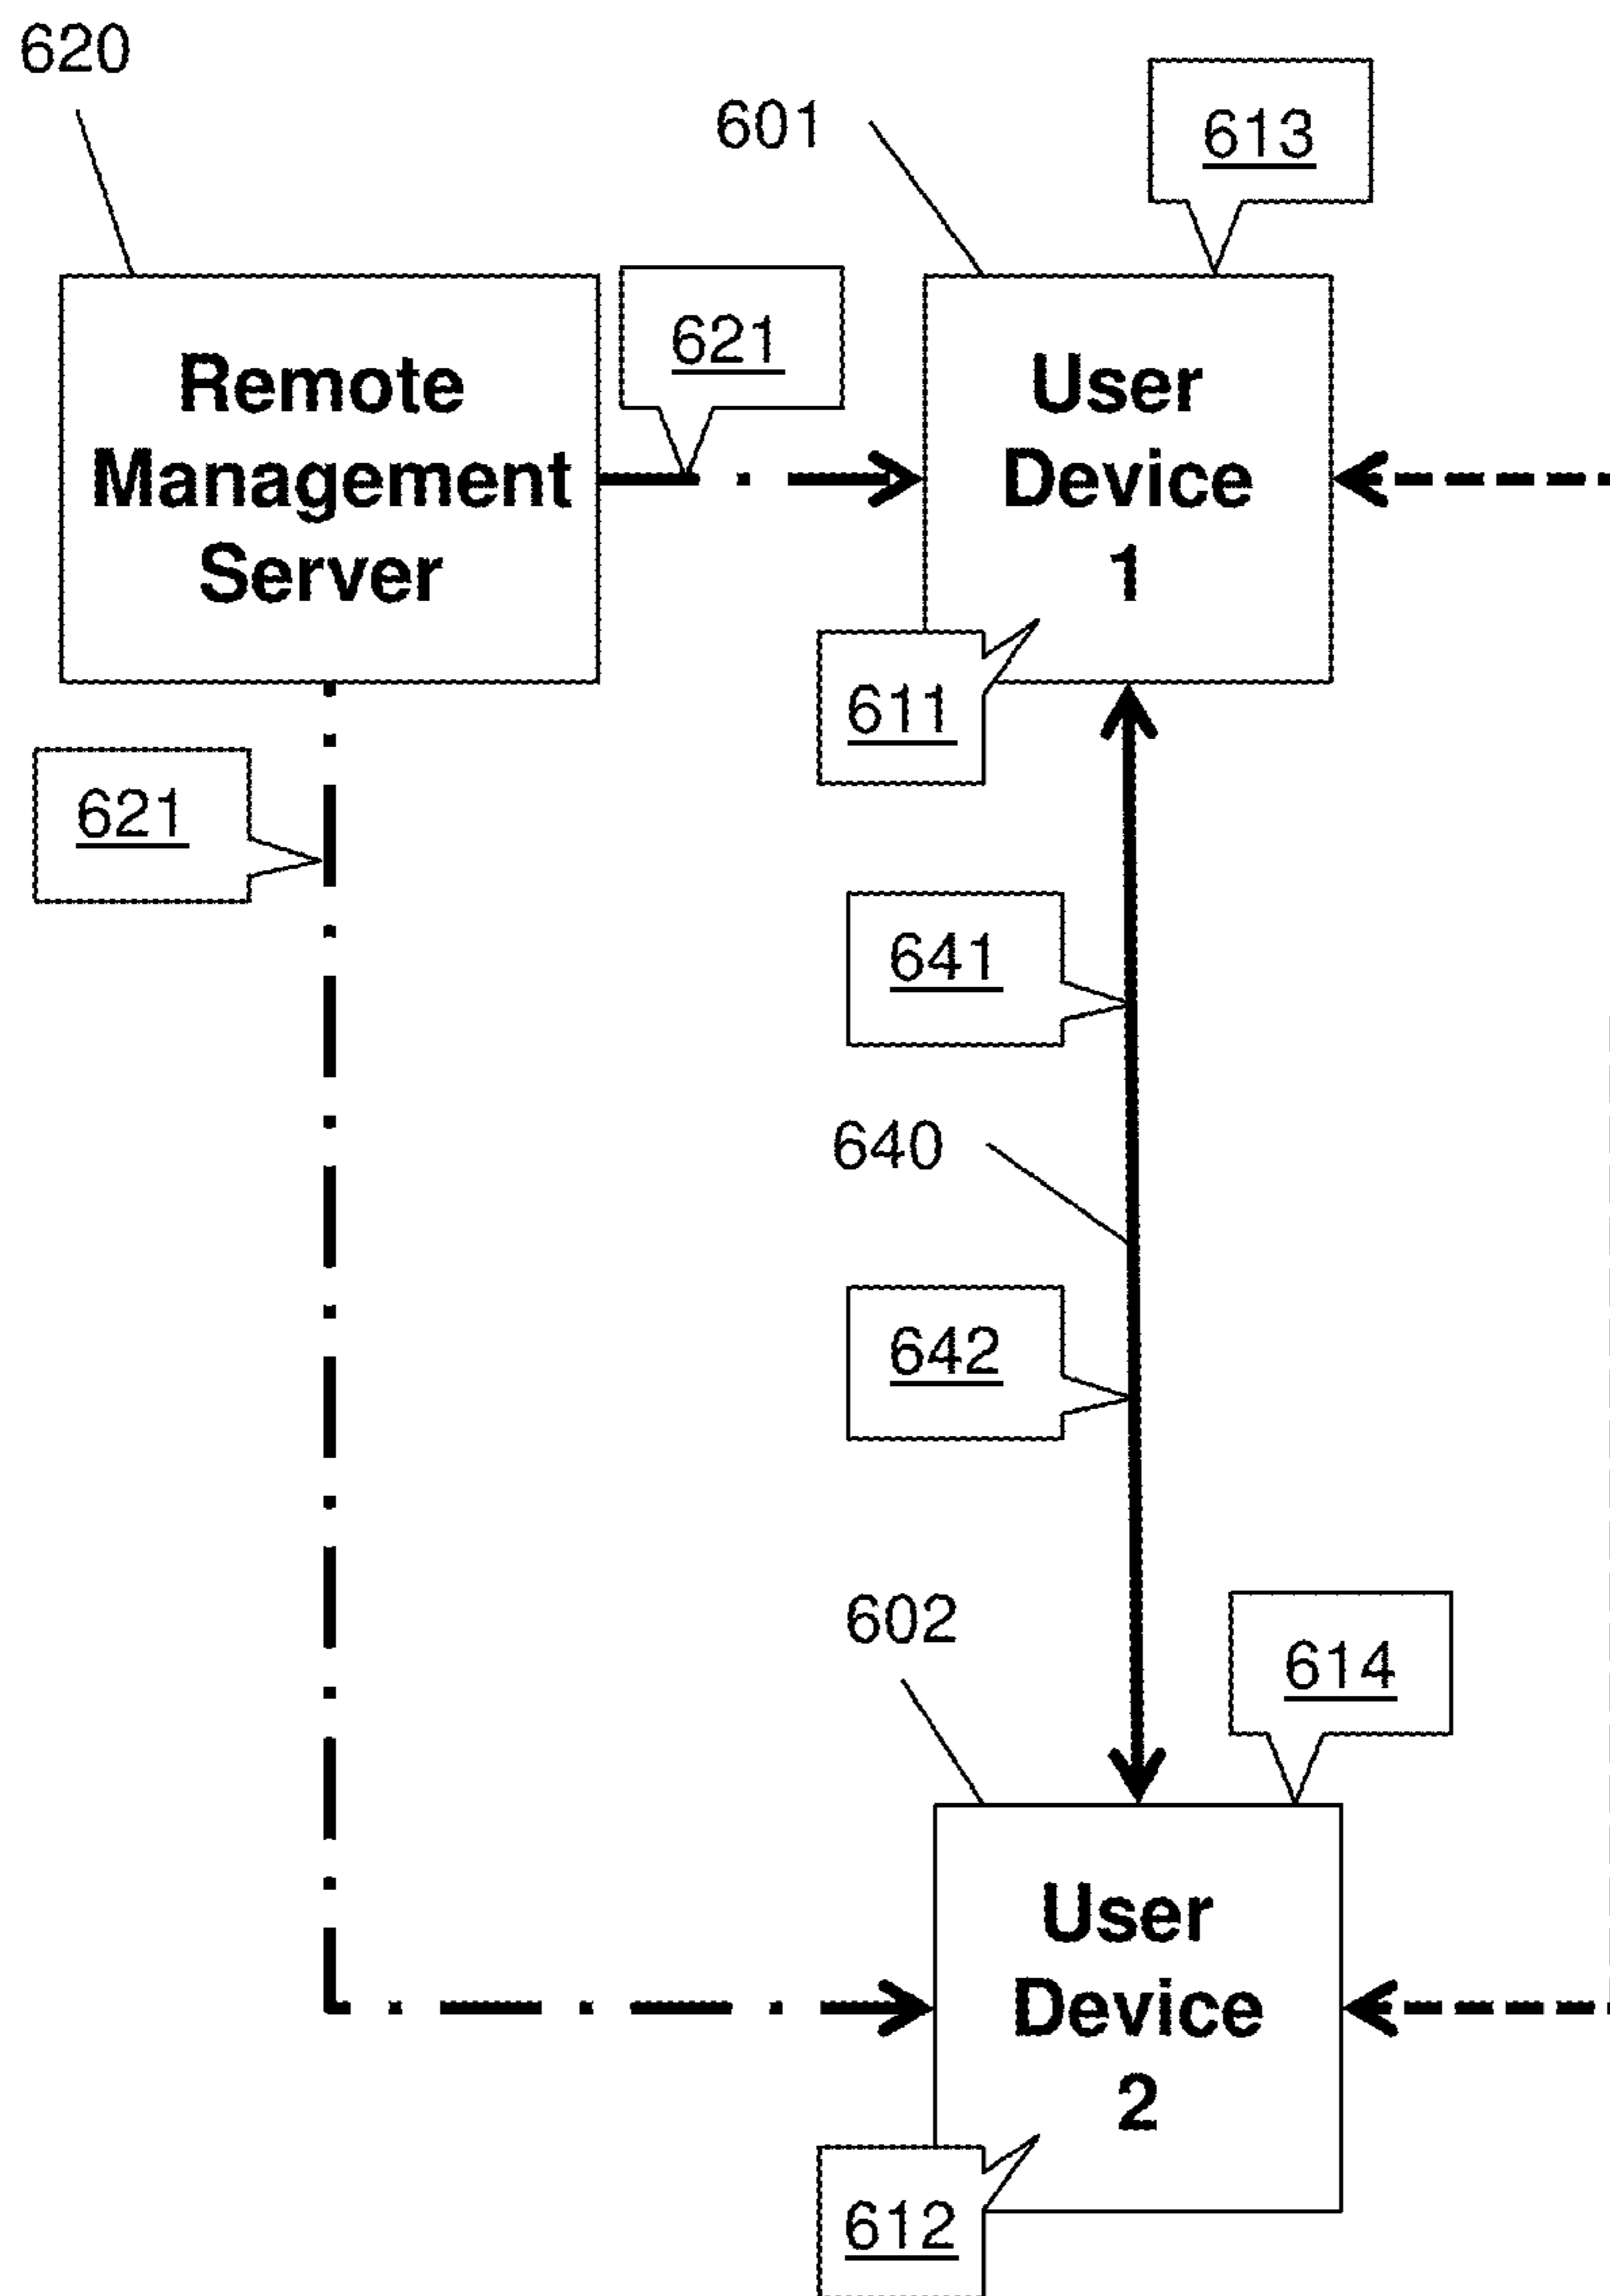 620
601
613
621
Remote
Management
Server
User
Device
1
611
621
641
640
642
602
614
User
Device
2
612